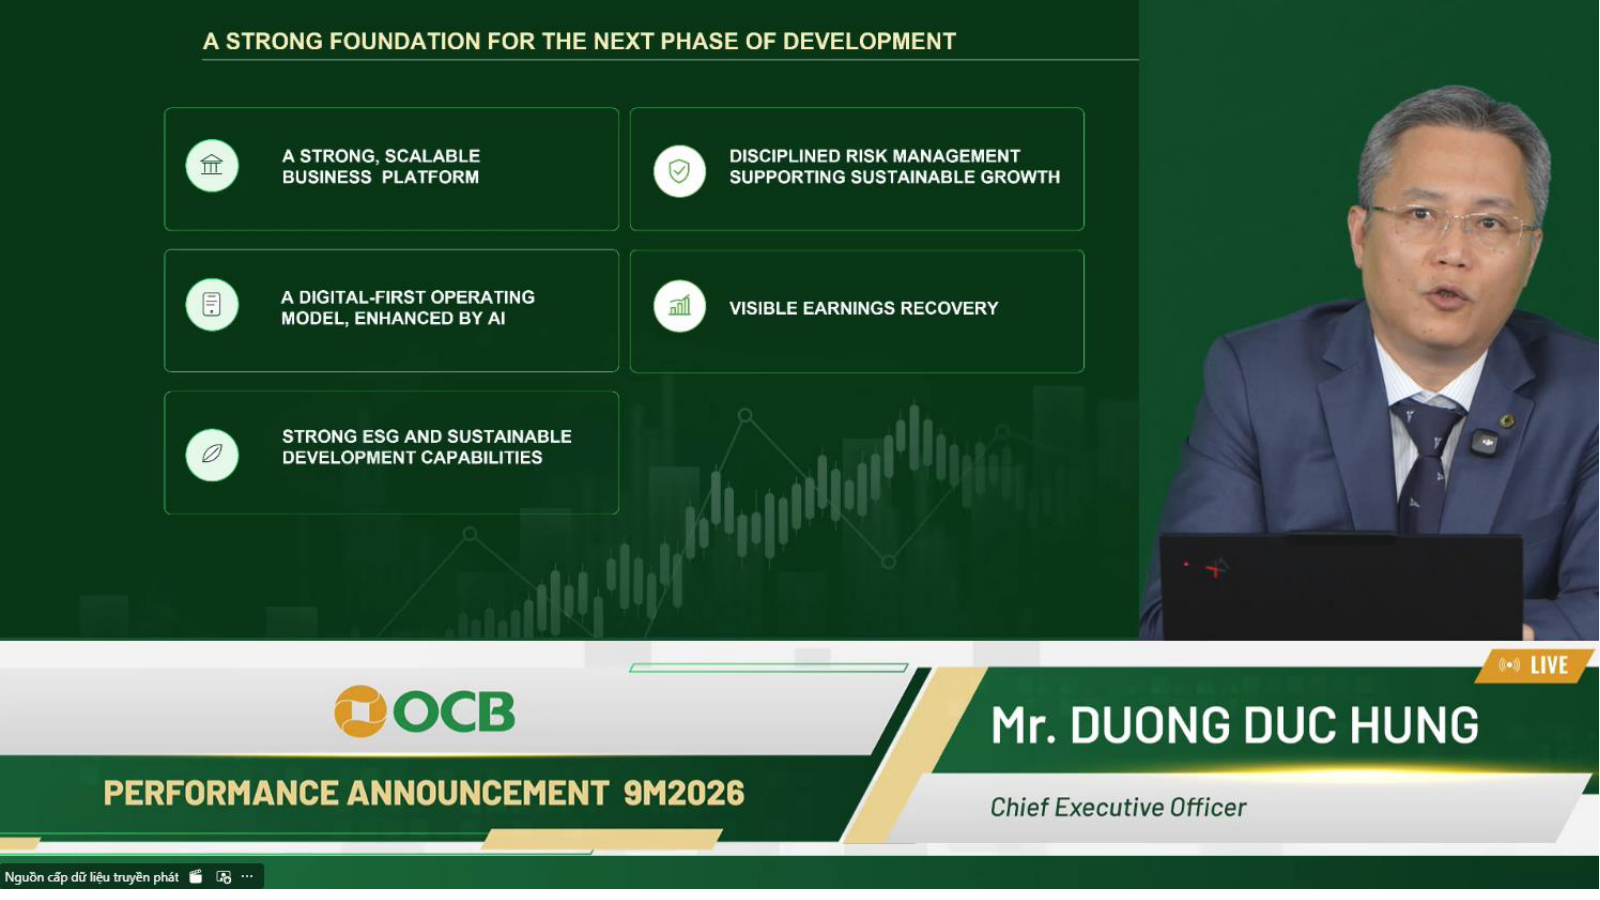 A STRONG FOUNDATION FOR THE NEXT PHASE OF DEVELOPMENT
A STRONG, SCALABLE
BUSINESS PLATFORM
DISCIPLINED RISK MANAGEMENT
SUPPORTING SUSTAINABLE GROWTH
A DIGITAL-FIRST OPERATING
MODEL, ENHANCED BY AI
VISIBLE EARNINGS RECOVERY
STRONG ESG AND SUSTAINABLE
DEVELOPMENT CAPABILITIES
LIVE
OCB
Mr. DUONG DUC HUNG
PERFORMANCE ANNOUNCEMENT 9M2026
Chief Executive Officer
Nguồn cấp dữ liệu truyền phát